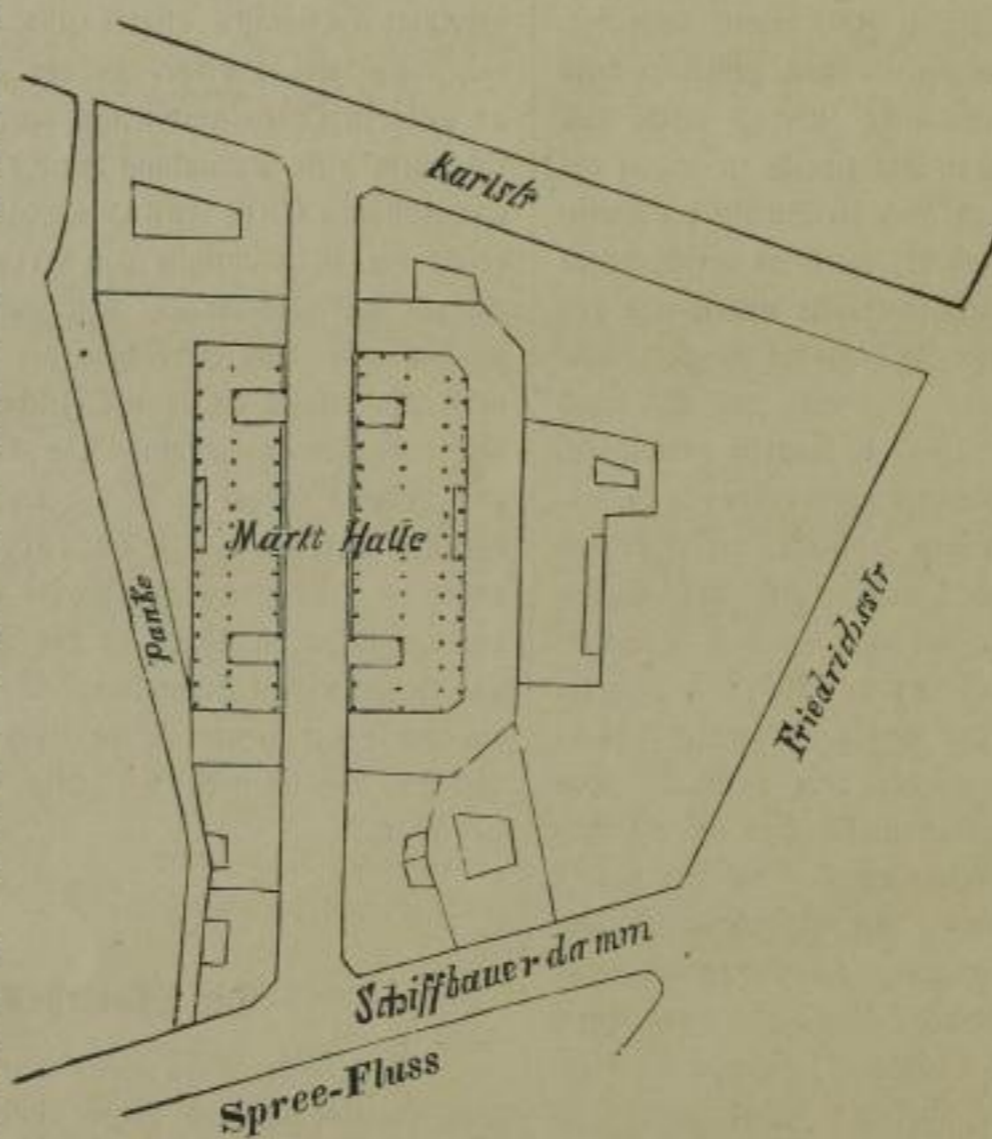 Karlstr
Markt Halle
Panke
Friedrichsstr
Schiffbauerdamm
Spree-Fluss